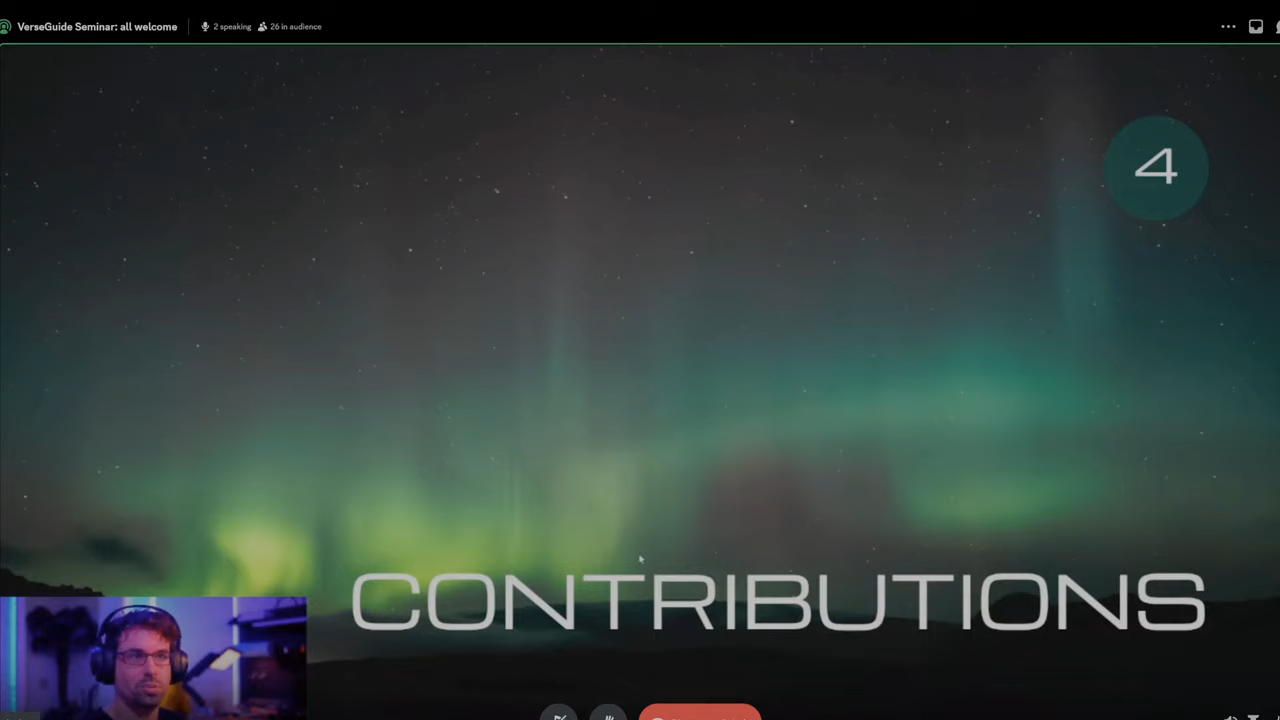 VerseGuide Seminar: all welcome
2 speaking
26 in audience
4
CONTRIBUTIONS